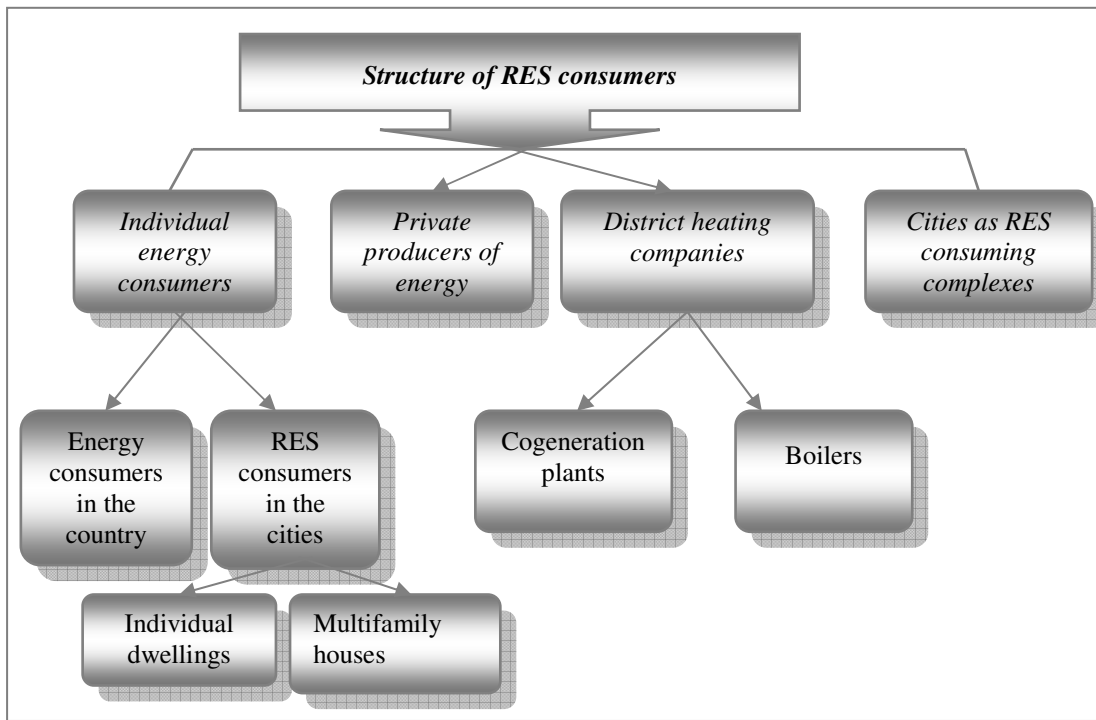 Structure of RES consumers
Individual
energy
consumers
Private
producers of
energy
District heating
companies
Cities as RES
consuming
complexes
Energy
consumers
in the
country
RES
consumers
in the
cities
Cogeneration
plants
Boilers
Individual
dwellings
Multifamily
houses